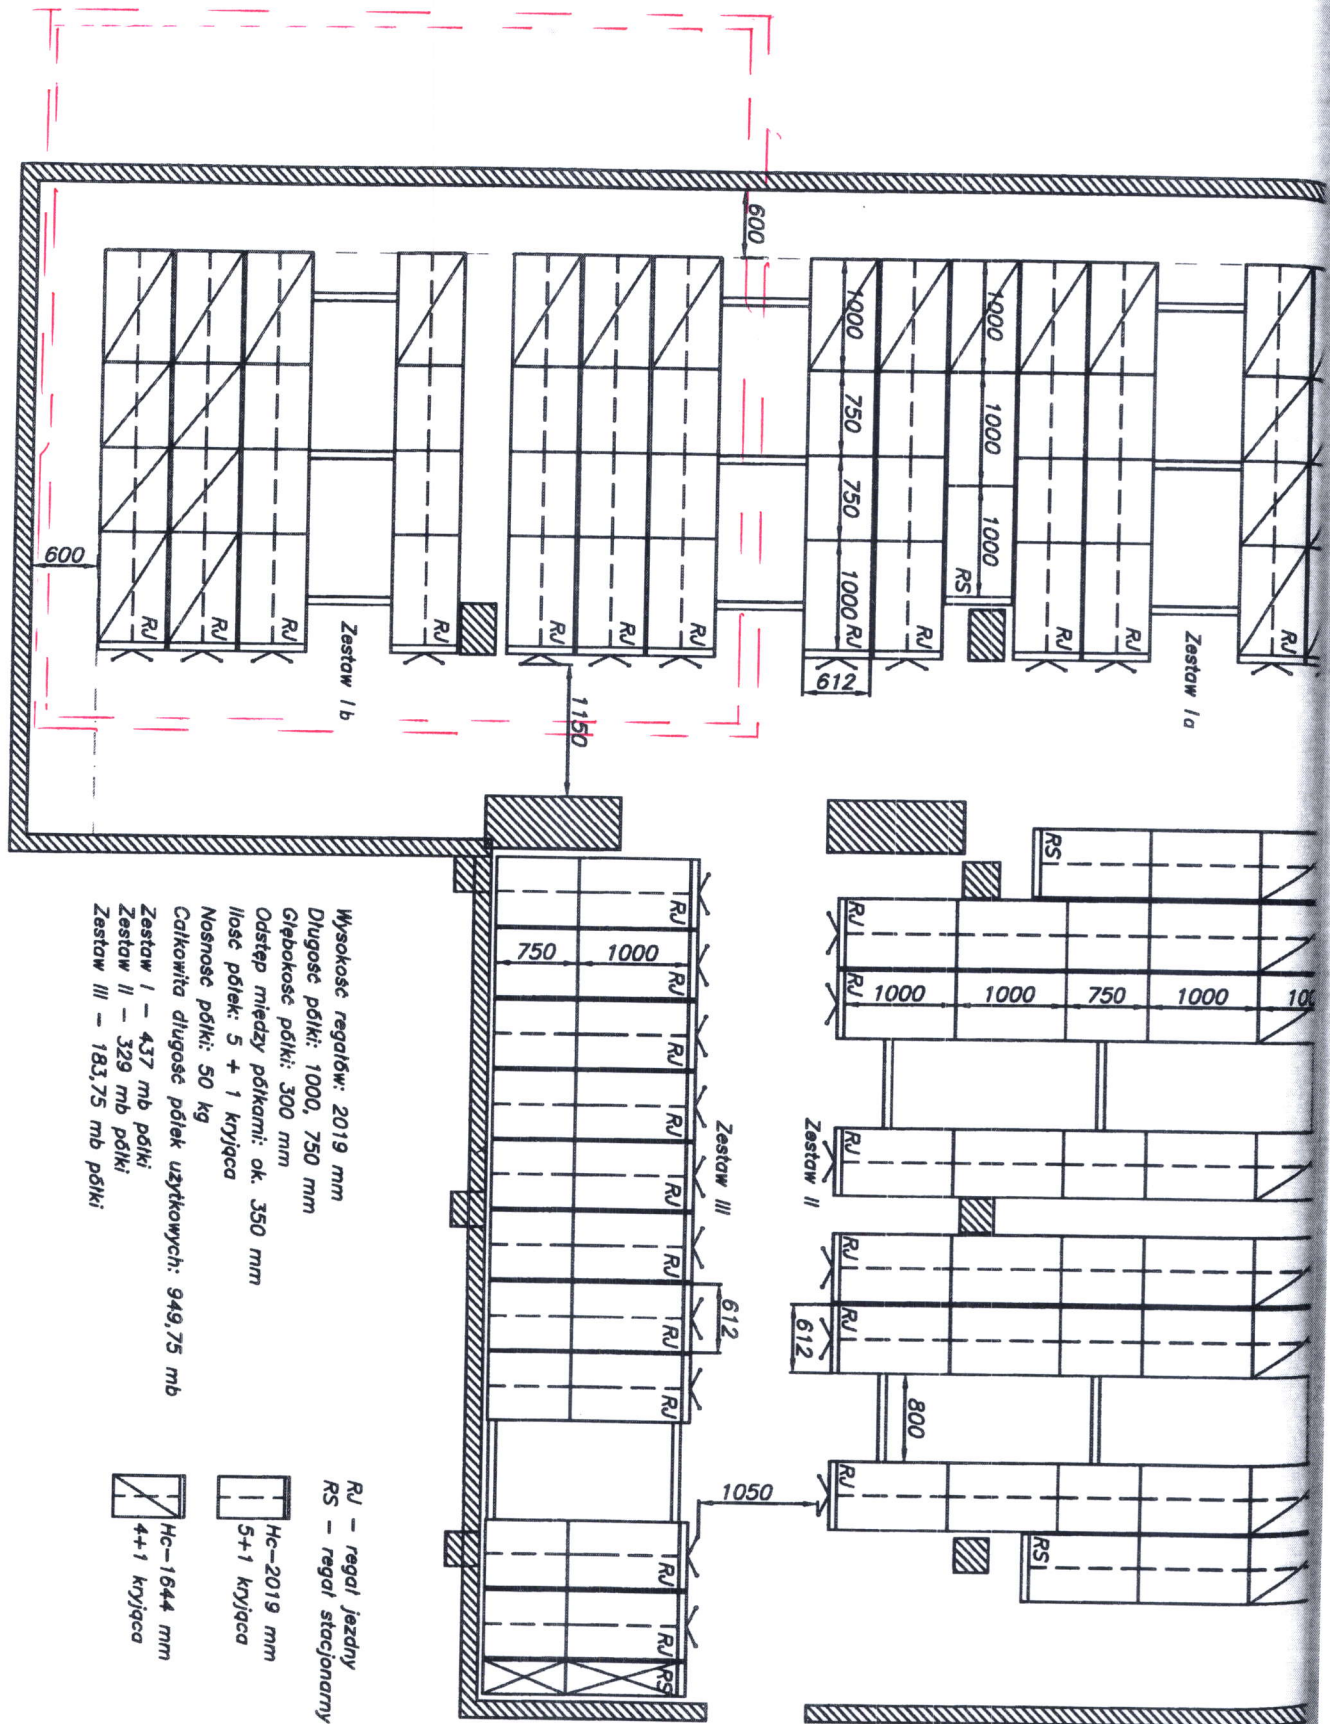 600
1000
750
750
1000
RJ
612
RJ
1000
1000
1000
RS
RJ
RJ
RJ
Zestaw Ia
RJ
RJ
RJ
RJ
Zestaw Ib
RJ
RJ
RJ
600
1150
RS
RJ
RJ
1000
1000
750
1000
RJ
RJ
RJ
612
800
RJ
RS
Zestaw II
1050
Zestaw III
RJ
750
1000
RJ
RJ
RJ
RJ
RJ
612
RJ
RJ
RJ
RJ
RS
Wysokość regałów: 2019 mm
Długość półki: 1000, 750 mm
Głębokość półki: 300 mm
Odstęp między półkami: ok. 350 mm
Ilość półek: 5 + 1 kryjąca
Nośność półki: 50 kg
Całkowita długość półek użytkowych: 949,75 mb
Zestaw I – 437 mb półki
Zestaw II – 329 mb półki
Zestaw III – 183,75 mb półki
RJ – regał jezdny
RS – regał stacjonarny
Hc–2019 mm
5+1 kryjąca
Hc–1644 mm
4+1 kryjąca